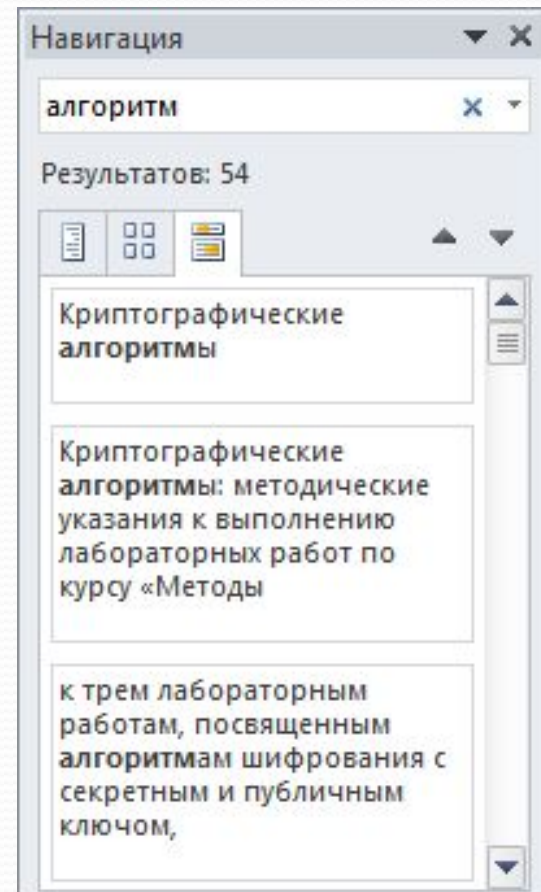 Навигация
алгоритм
Результатов: 54
Криптографические
алгоритмы
Криптографические
алгоритмы: методические
указания к выполнению
лабораторных работ по
курсу «Методы
к трем лабораторным
работам, посвященным
алгоритмам шифрования с
секретным и публичным
ключом,